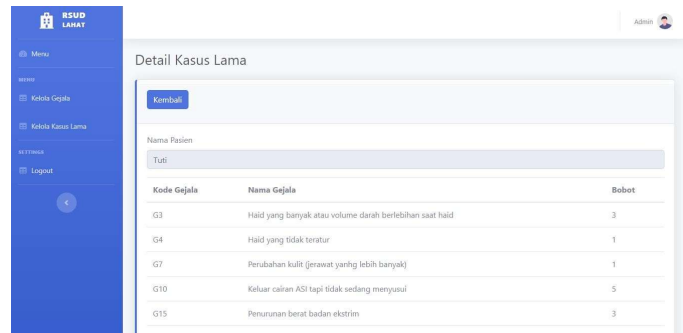 RSUD
LAHAT
Admin
Menu
MENU
Kelola Gejala
Kelola Kasus Lama
SETTINGS
Logout
Detail Kasus Lama
Kembali
Nama Pasien
Tuti
Kode Gejala Nama Gejala Bobot
G3 Haid yang banyak atau volume darah berlebihan saat haid 3
G4 Haid yang tidak teratur 1
G7 Perubahan kulit (jerawat yanhg lebih banyak) 1
G10 Keluar cairan ASI tapi tidak sedang menyusui 5
G15 Penurunan berat badan ekstrim 3